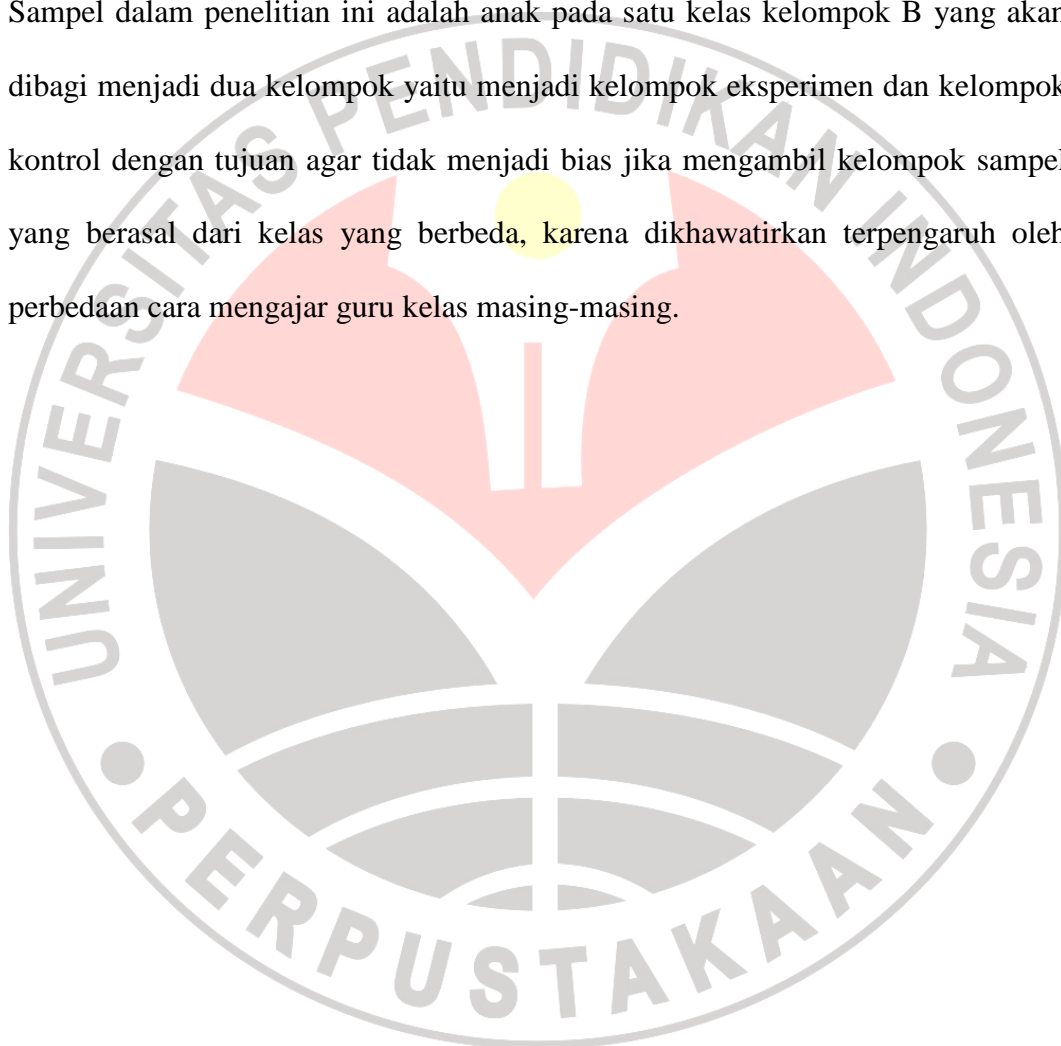 Sampel dalam penelitian ini adalah anak pada satu kelas kelompok B yang akan
dibagi menjadi dua kelompok yaitu menjadi kelompok eksperimen dan kelompok
kontrol dengan tujuan agar tidak menjadi bias jika mengambil kelompok sampel
yang berasal dari kelas yang berbeda, karena dikhawatirkan terpengaruh oleh
perbedaan cara mengajar guru kelas masing-masing.
UNIVERSITAS PENDIDIKAN INDONESIA
PERPUSTAKAAN